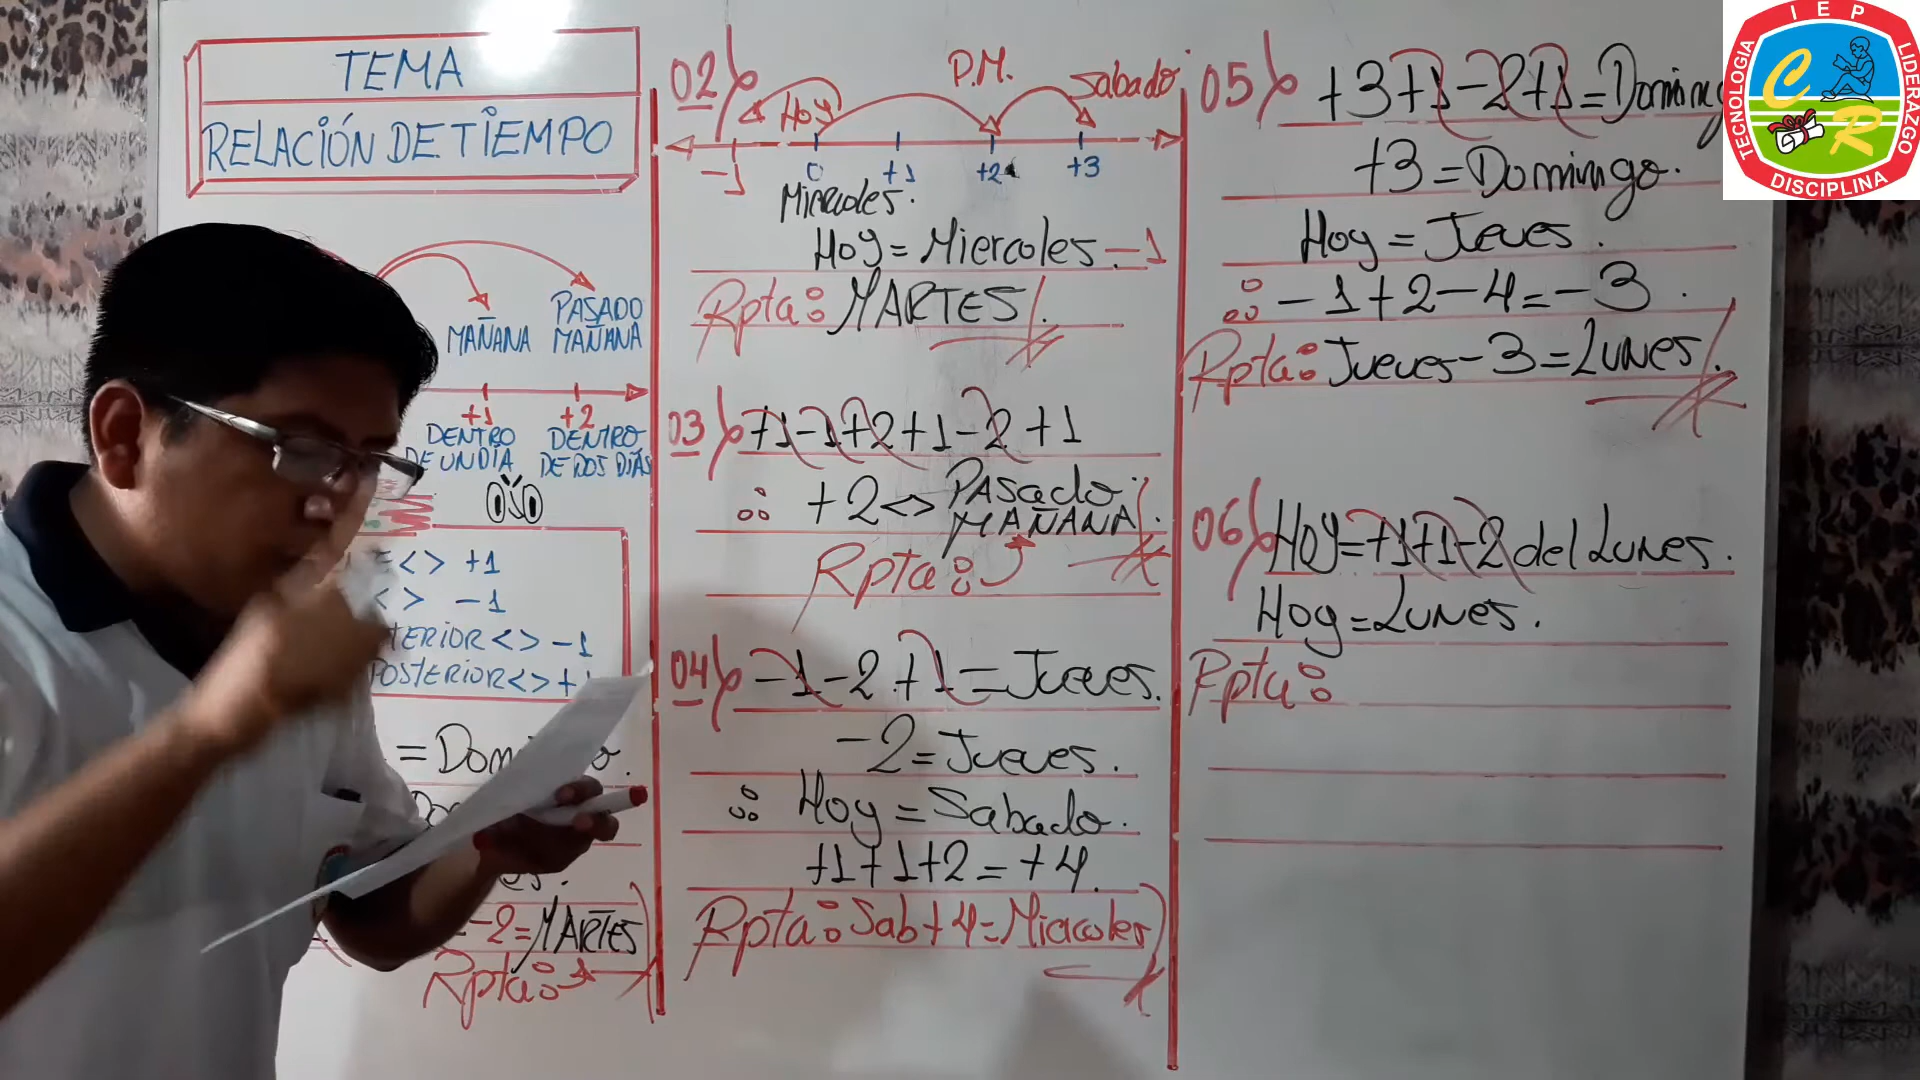 TEMA
RELACIÓN DE TIEMPO
MAÑANA
PASADO
MAÑANA
+1
+2
DENTRO
DE UN DÍA
DENTRO
DE DOS DÍAS
<> +1
<> -1
TERIOR <> -1
POSTERIOR <> +1
= Dom
-2 = MARTES
Rpta:
02
Hoy
P.M.
Sabado
-1 0 +1 +2 +3
Miercoles.
Hoy = Miercoles -1
Rpta: MARTES
03 +1-1+2+1-2+1
∴ +2 <> PASado
MAÑANA.
Rpta:
04 -1-2+1 = Jueves.
-2 = Jueves.
∴ Hoy = Sabado.
+1+1+2 = +4.
Rpta: Sab + 4 = Miercoles
05 +3+1-2+1 = Doming
+3 = Domingo.
Hoy = Jueves.
∴ -1+2-4 = -3.
Rpta: Jueves - 3 = Lunes.
06 Hoy = +1+1-2 del Lunes.
Hoy = Lunes.
Rpta:
IEP
TECNOLOGIA
LIDERAZGO
DISCIPLINA
C
R